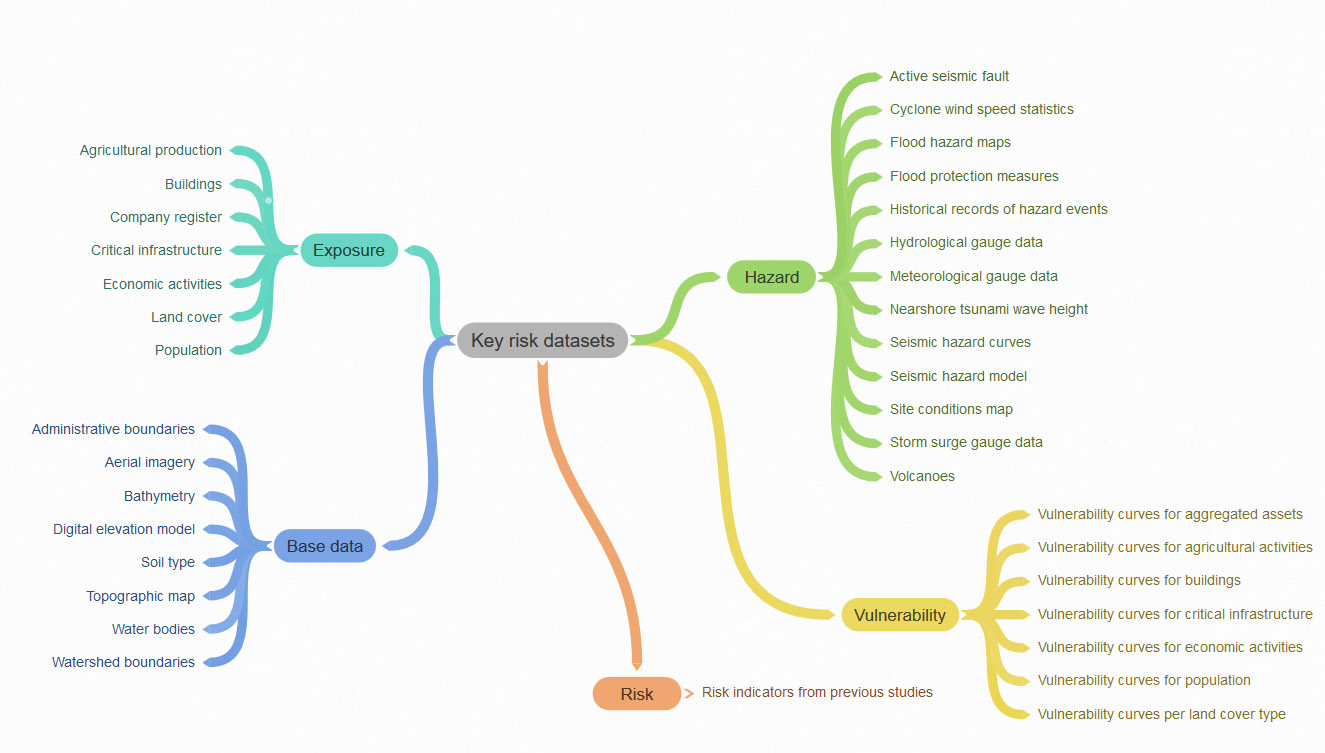 Key risk datasets
Exposure
Agricultural production
Buildings
Company register
Critical infrastructure
Economic activities
Land cover
Population
Base data
Administrative boundaries
Aerial imagery
Bathymetry
Digital elevation model
Soil type
Topographic map
Water bodies
Watershed boundaries
Hazard
Active seismic fault
Cyclone wind speed statistics
Flood hazard maps
Flood protection measures
Historical records of hazard events
Hydrological gauge data
Meteorological gauge data
Nearshore tsunami wave height
Seismic hazard curves
Seismic hazard model
Site conditions map
Storm surge gauge data
Volcanoes
Vulnerability
Vulnerability curves for aggregated assets
Vulnerability curves for agricultural activities
Vulnerability curves for buildings
Vulnerability curves for critical infrastructure
Vulnerability curves for economic activities
Vulnerability curves for population
Vulnerability curves per land cover type
Risk
Risk indicators from previous studies